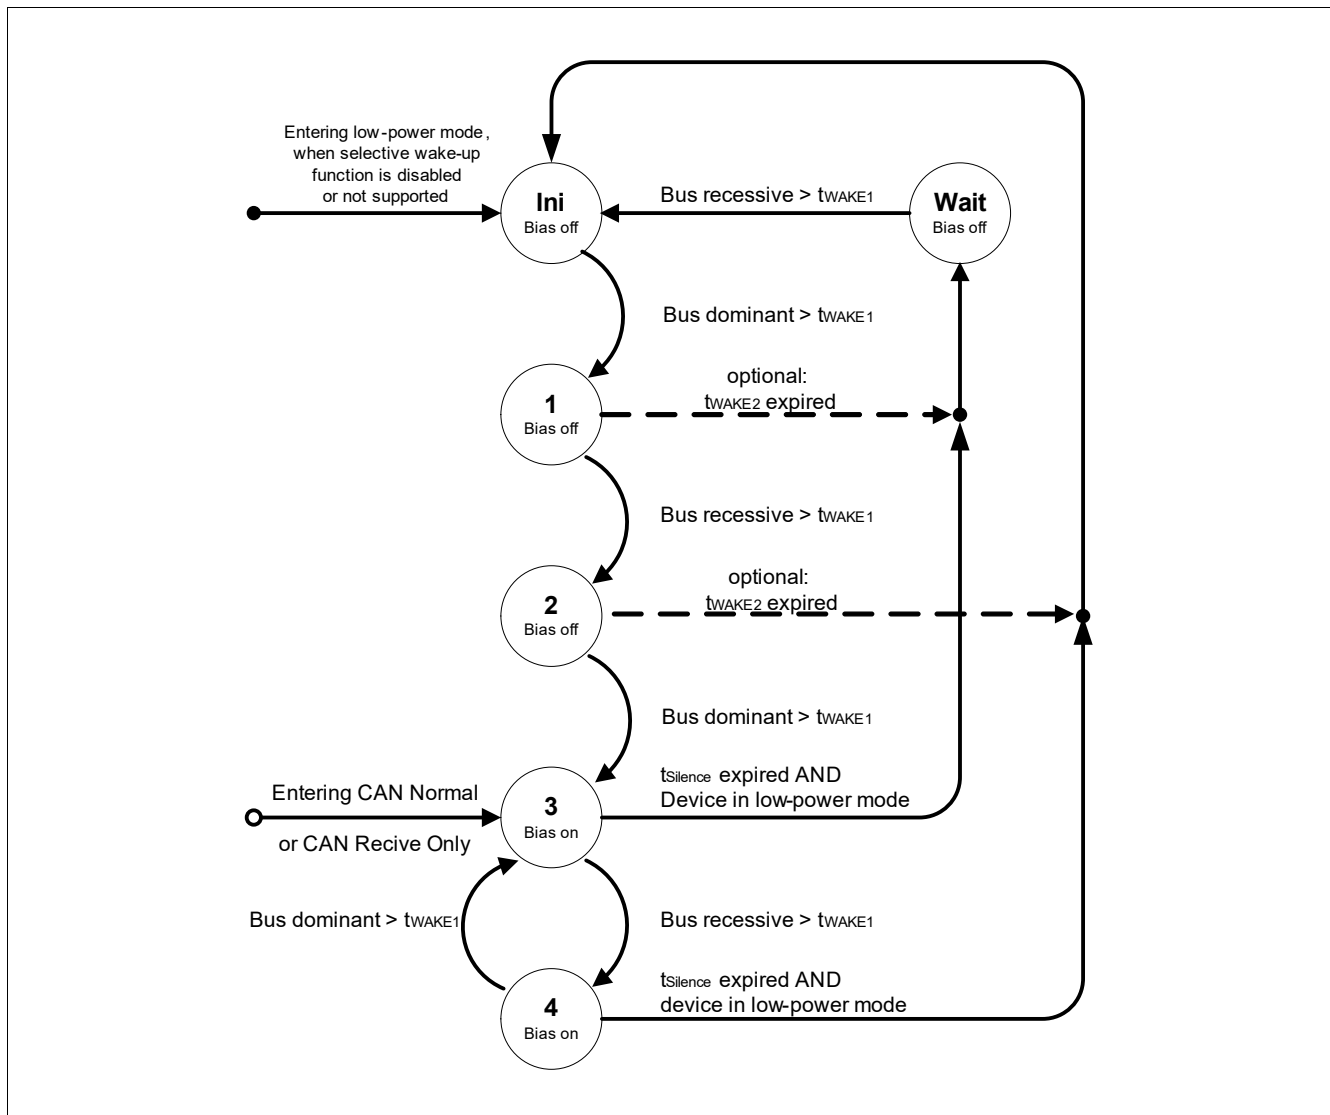 Entering low-power mode,
when selective wake-up
function is disabled
or not supported
Ini
Bias off
Bus recessive > tWAKE1
Wait
Bias off
Bus dominant > tWAKE1
optional:
tWAKE2 expired
1
Bias off
Bus recessive > tWAKE1
optional:
tWAKE2 expired
2
Bias off
Bus dominant > tWAKE1
tSilence expired AND
Device in low-power mode
Entering CAN Normal
or CAN Recive Only
3
Bias on
Bus dominant > tWAKE1
Bus recessive > tWAKE1
tSilence expired AND
device in low-power mode
4
Bias on